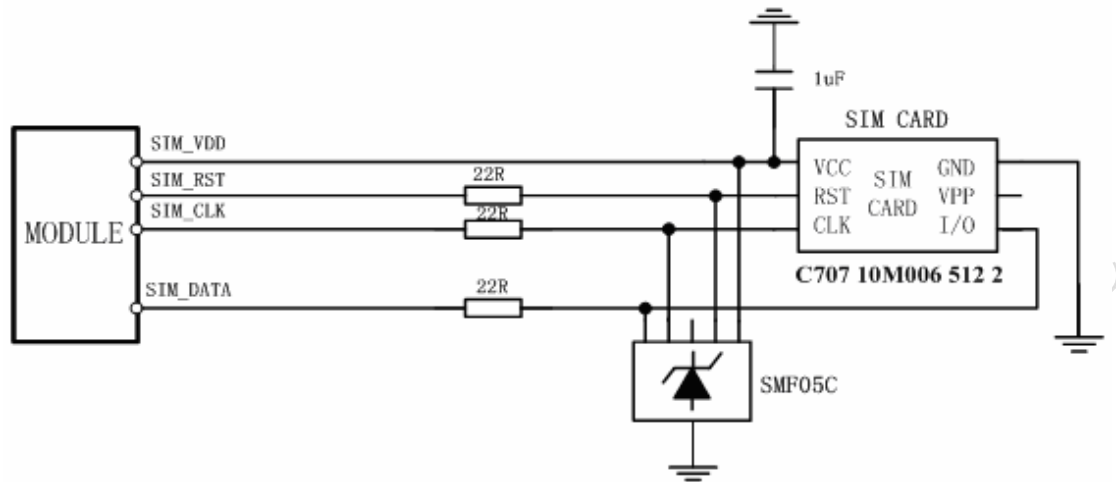 1uF
SIM CARD
SIM_VDD
VCC
GND
22R
SIM_RST
RST
SIM
VPP
SIM_CLK
22R
CARD
MODULE
CLK
I/O
C707 10M006 512 2
SIM_DATA
22R
SMF05C